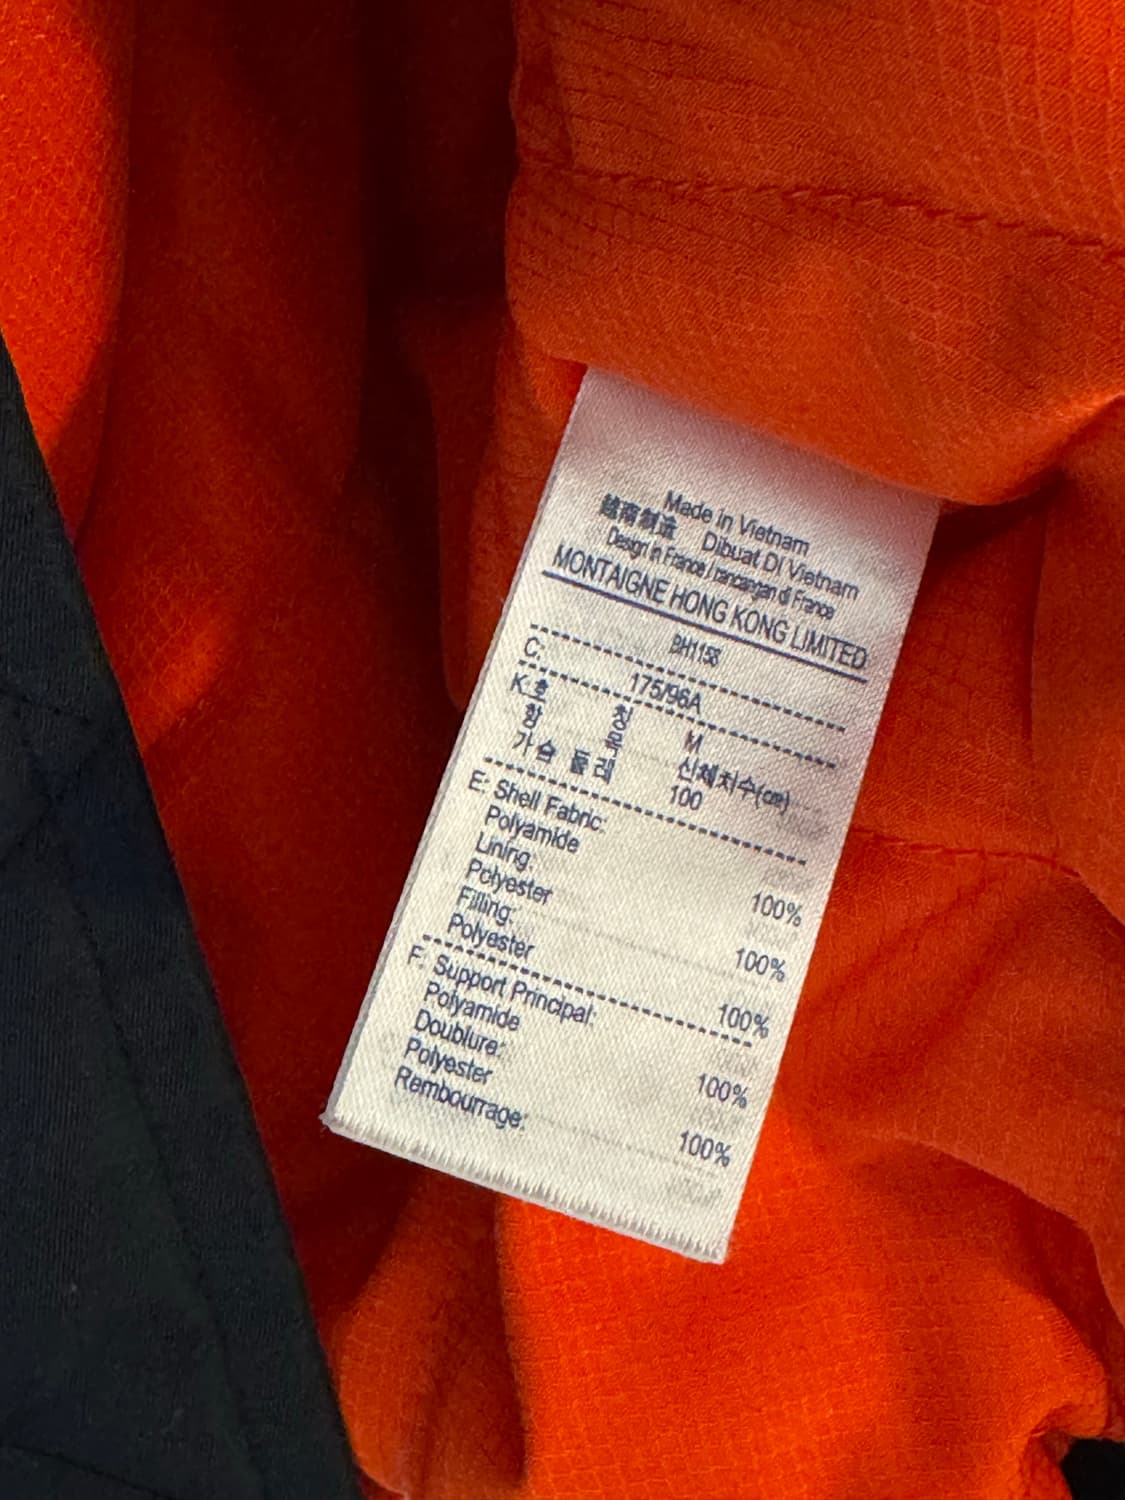 Made in Vietnam
越南制造 Dibuat DI Vietnam
Design in France / rancangan di France
MONTAIGNE HONG KONG LIMITED
BH1158
C: 175/96A
K 호 칭 M
항 목 신체치수(cm)
가슴 둘레 100
E: Shell Fabric:
Polyamide 100%
Lining:
Polyester 100%
Filling:
Polyester 100%
F: Support Principal:
Polyamide 100%
Doublure:
Polyester 100%
Rembourrage: